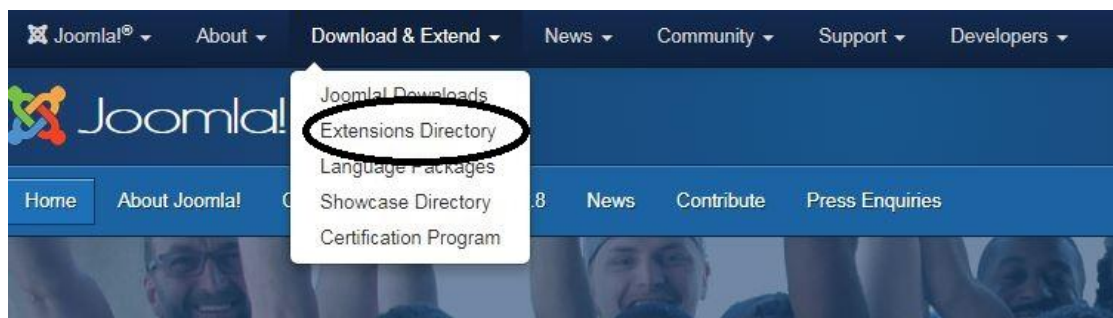 Joomla!® About Download & Extend News Community Support Developers
Joomla! Downloads
Joomla!
Extensions Directory
Language Packages
Home About Joomla! .8 News Contribute Press Enquiries
Showcase Directory
Certification Program